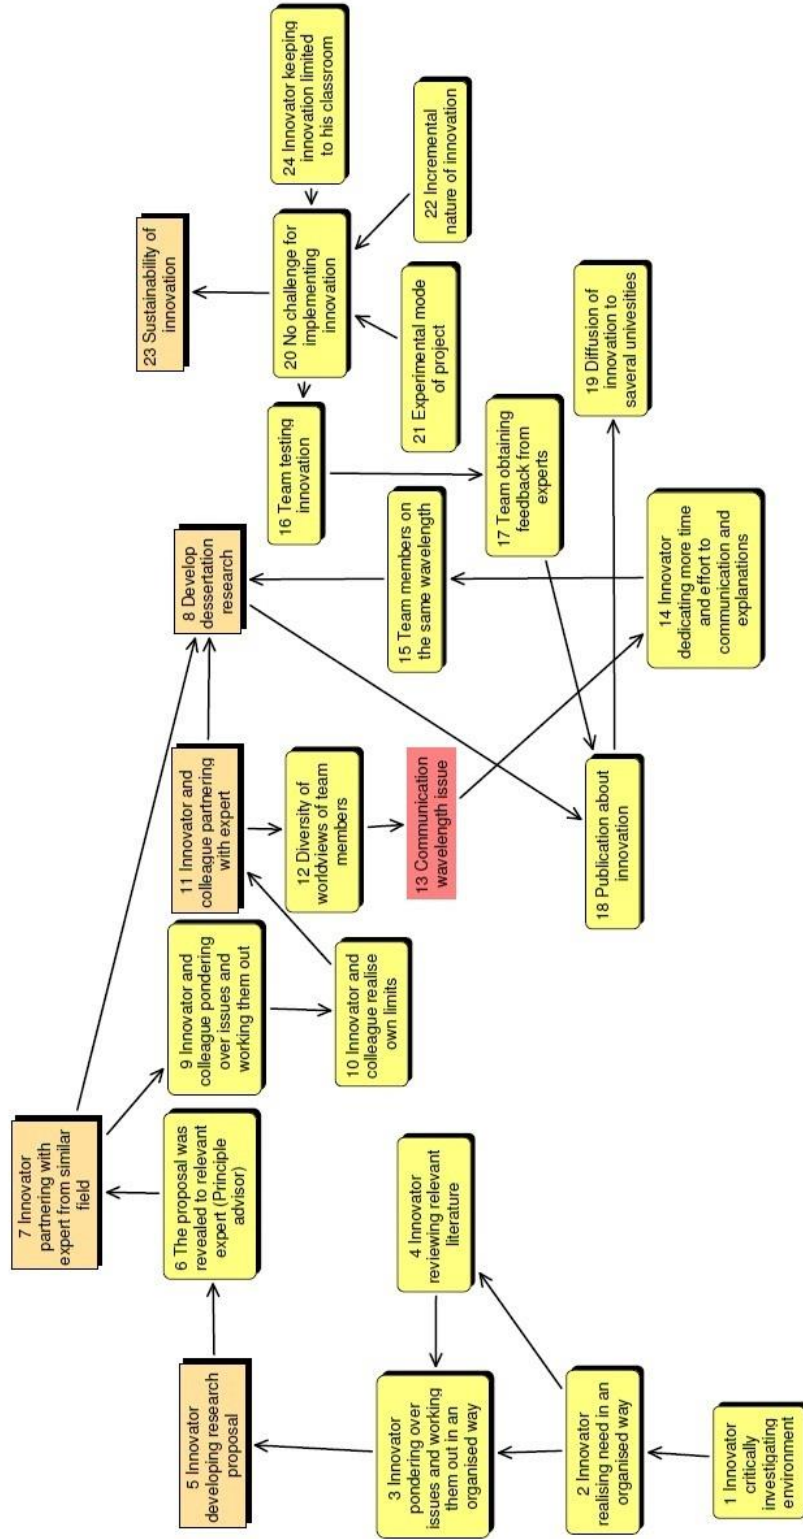 1 Innovator
critically
investigating
environment
2 Innovator
realising need in an
organised way
3 Innovator
pondering over
issues and working
them out in an
organised way
4 Innovator
reviewing relevant
literature
5 Innovator
developing research
proposal
6 The proposal was
revealed to relevant
expert (Principle
advisor)
7 Innovator
partnering with
expert from similar
field
8 Develop
dessertation
research
9 Innovator and
colleague pondering
over issues and
working them out
10 Innovator and
colleague realise
own limits
11 Innovator and
colleague partnering
with expert
12 Diversity of
worldviews of team
members
13 Communication
wavelength issue
14 Innovator
dedicating more time
and effort to
communication and
explanations
15 Team members on
the same wavelength
16 Team testing
innovation
17 Team obtaining
feedback from
experts
18 Publication about
innovation
19 Diffusion of
innovation to
saveral univesities
20 No challenge for
implementing
innovation
21 Experimental mode
of project
22 Incremental
nature of innovation
23 Sustainability of
innovation
24 Innovator keeping
innovation limited
to his classroom